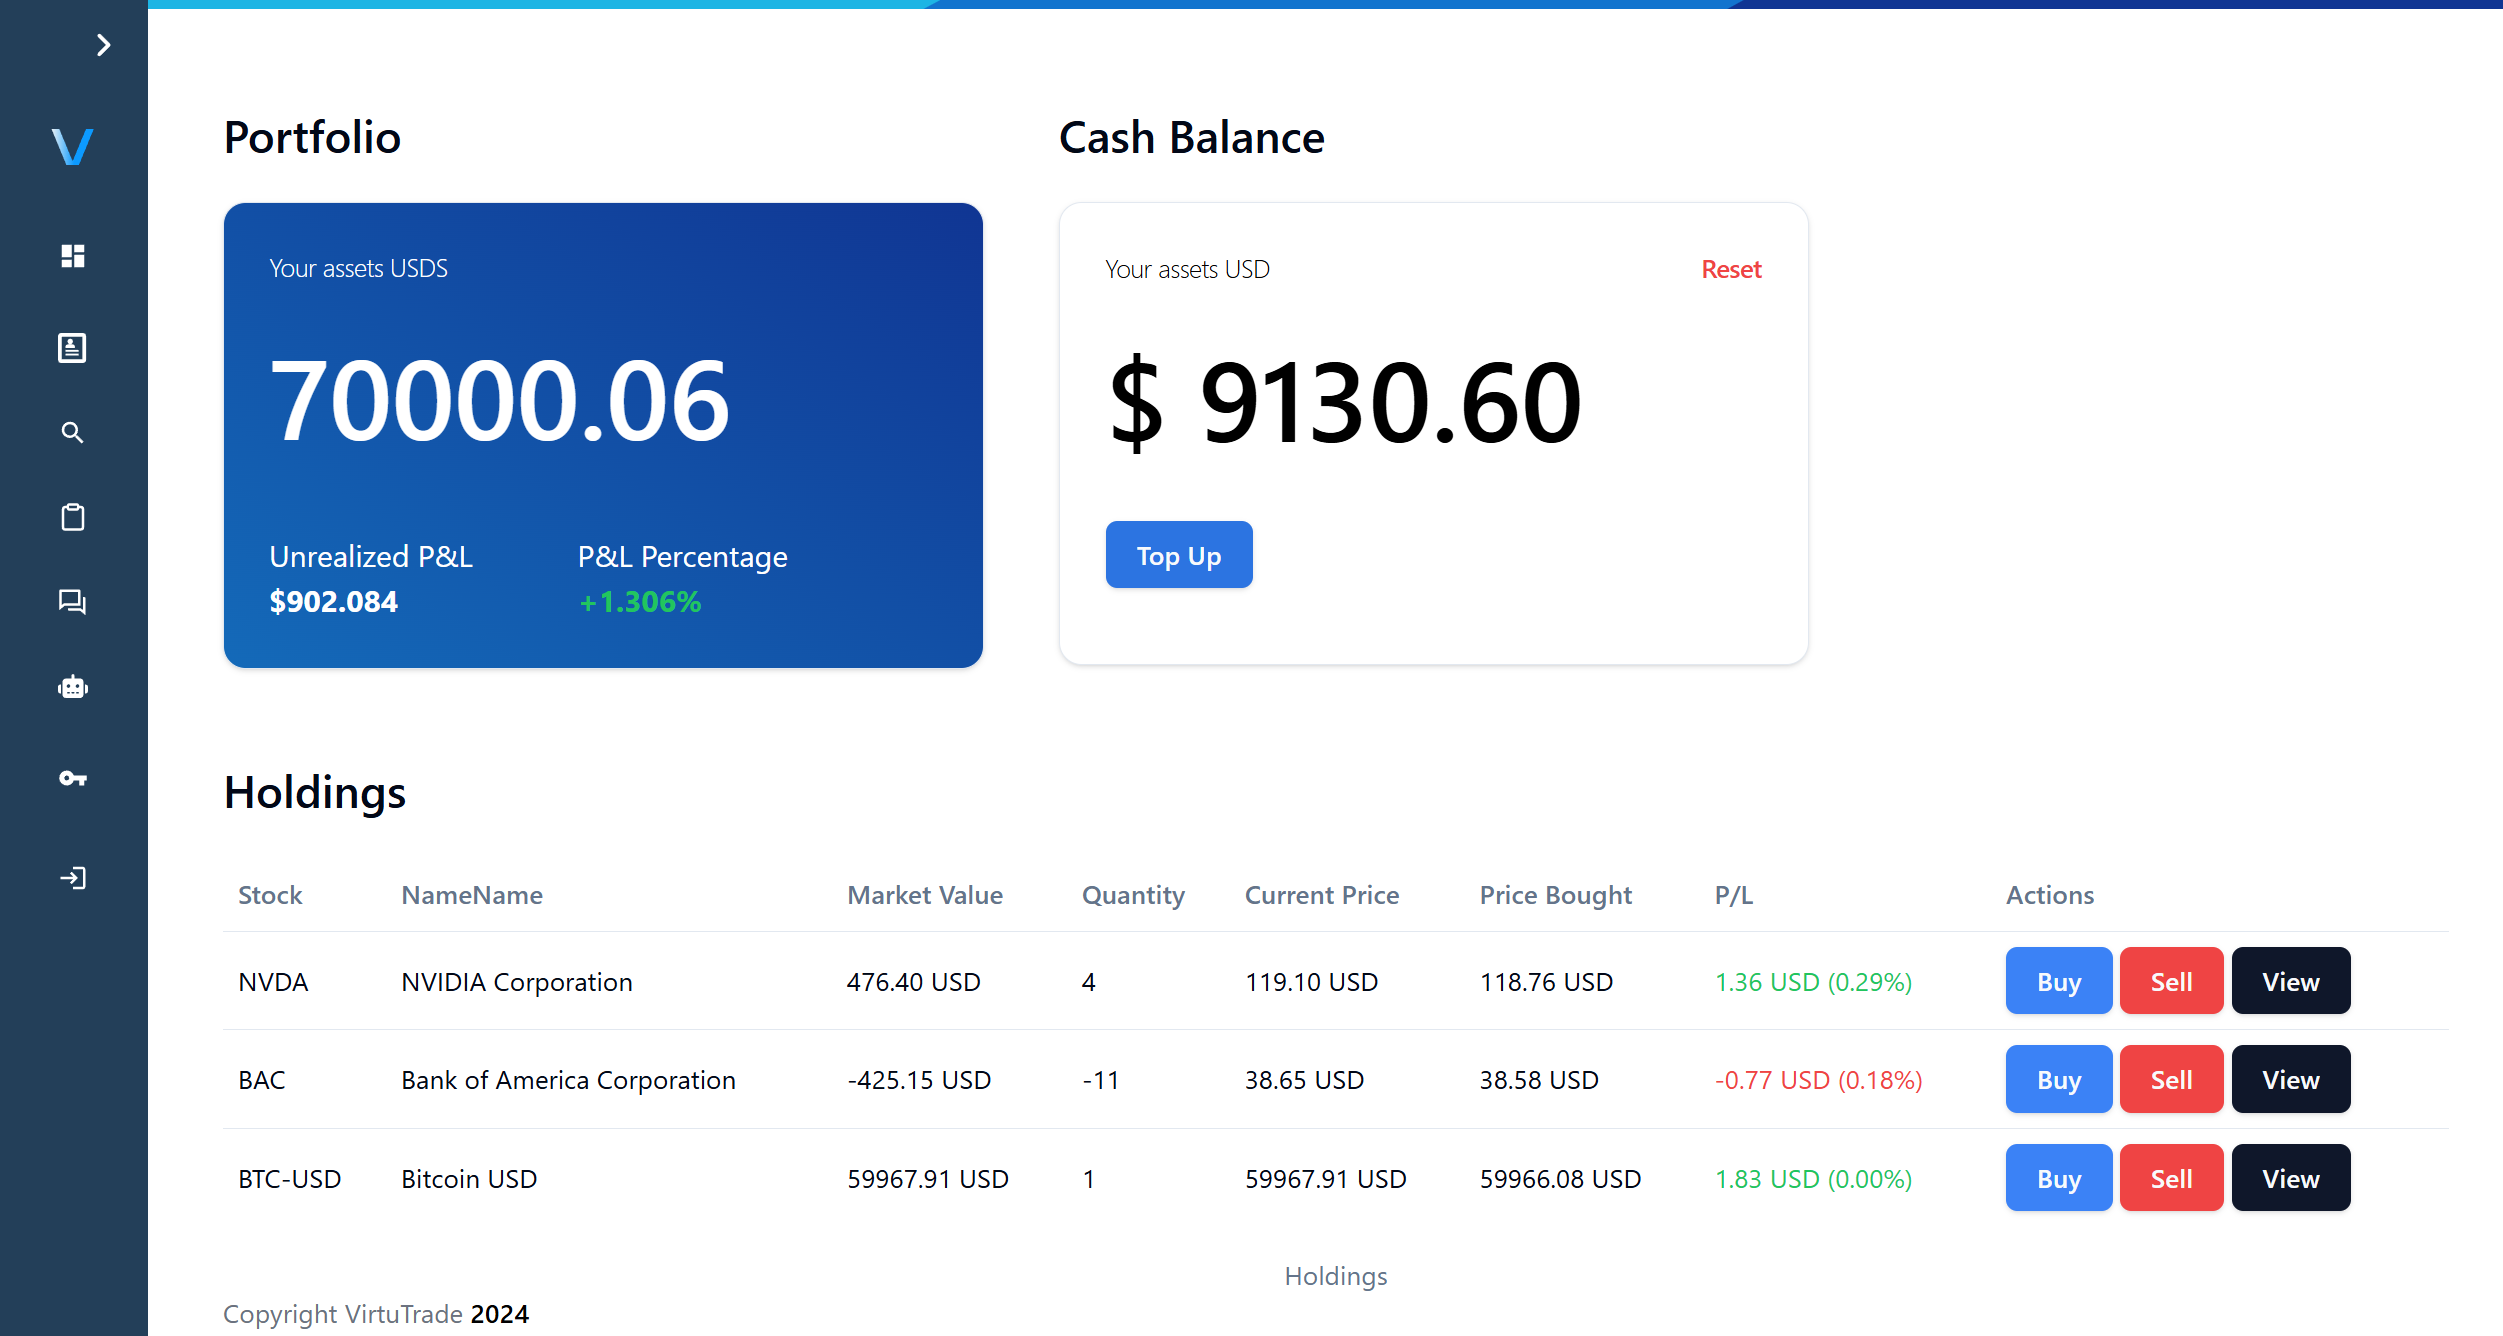 Portfolio
Your assets USDS
70000.06
Unrealized P&L P&L Percentage
$902.084 +1.306%
Cash Balance
Your assets USD Reset
$ 9130.60
Top Up
Holdings
Stock NameName Market Value Quantity Current Price Price Bought P/L Actions
NVDA NVIDIA Corporation 476.40 USD 4 119.10 USD 118.76 USD 1.36 USD (0.29%) Buy Sell View
BAC Bank of America Corporation -425.15 USD -11 38.65 USD 38.58 USD -0.77 USD (0.18%) Buy Sell View
BTC-USD Bitcoin USD 59967.91 USD 1 59967.91 USD 59966.08 USD 1.83 USD (0.00%) Buy Sell View
Holdings
Copyright VirtuTrade 2024